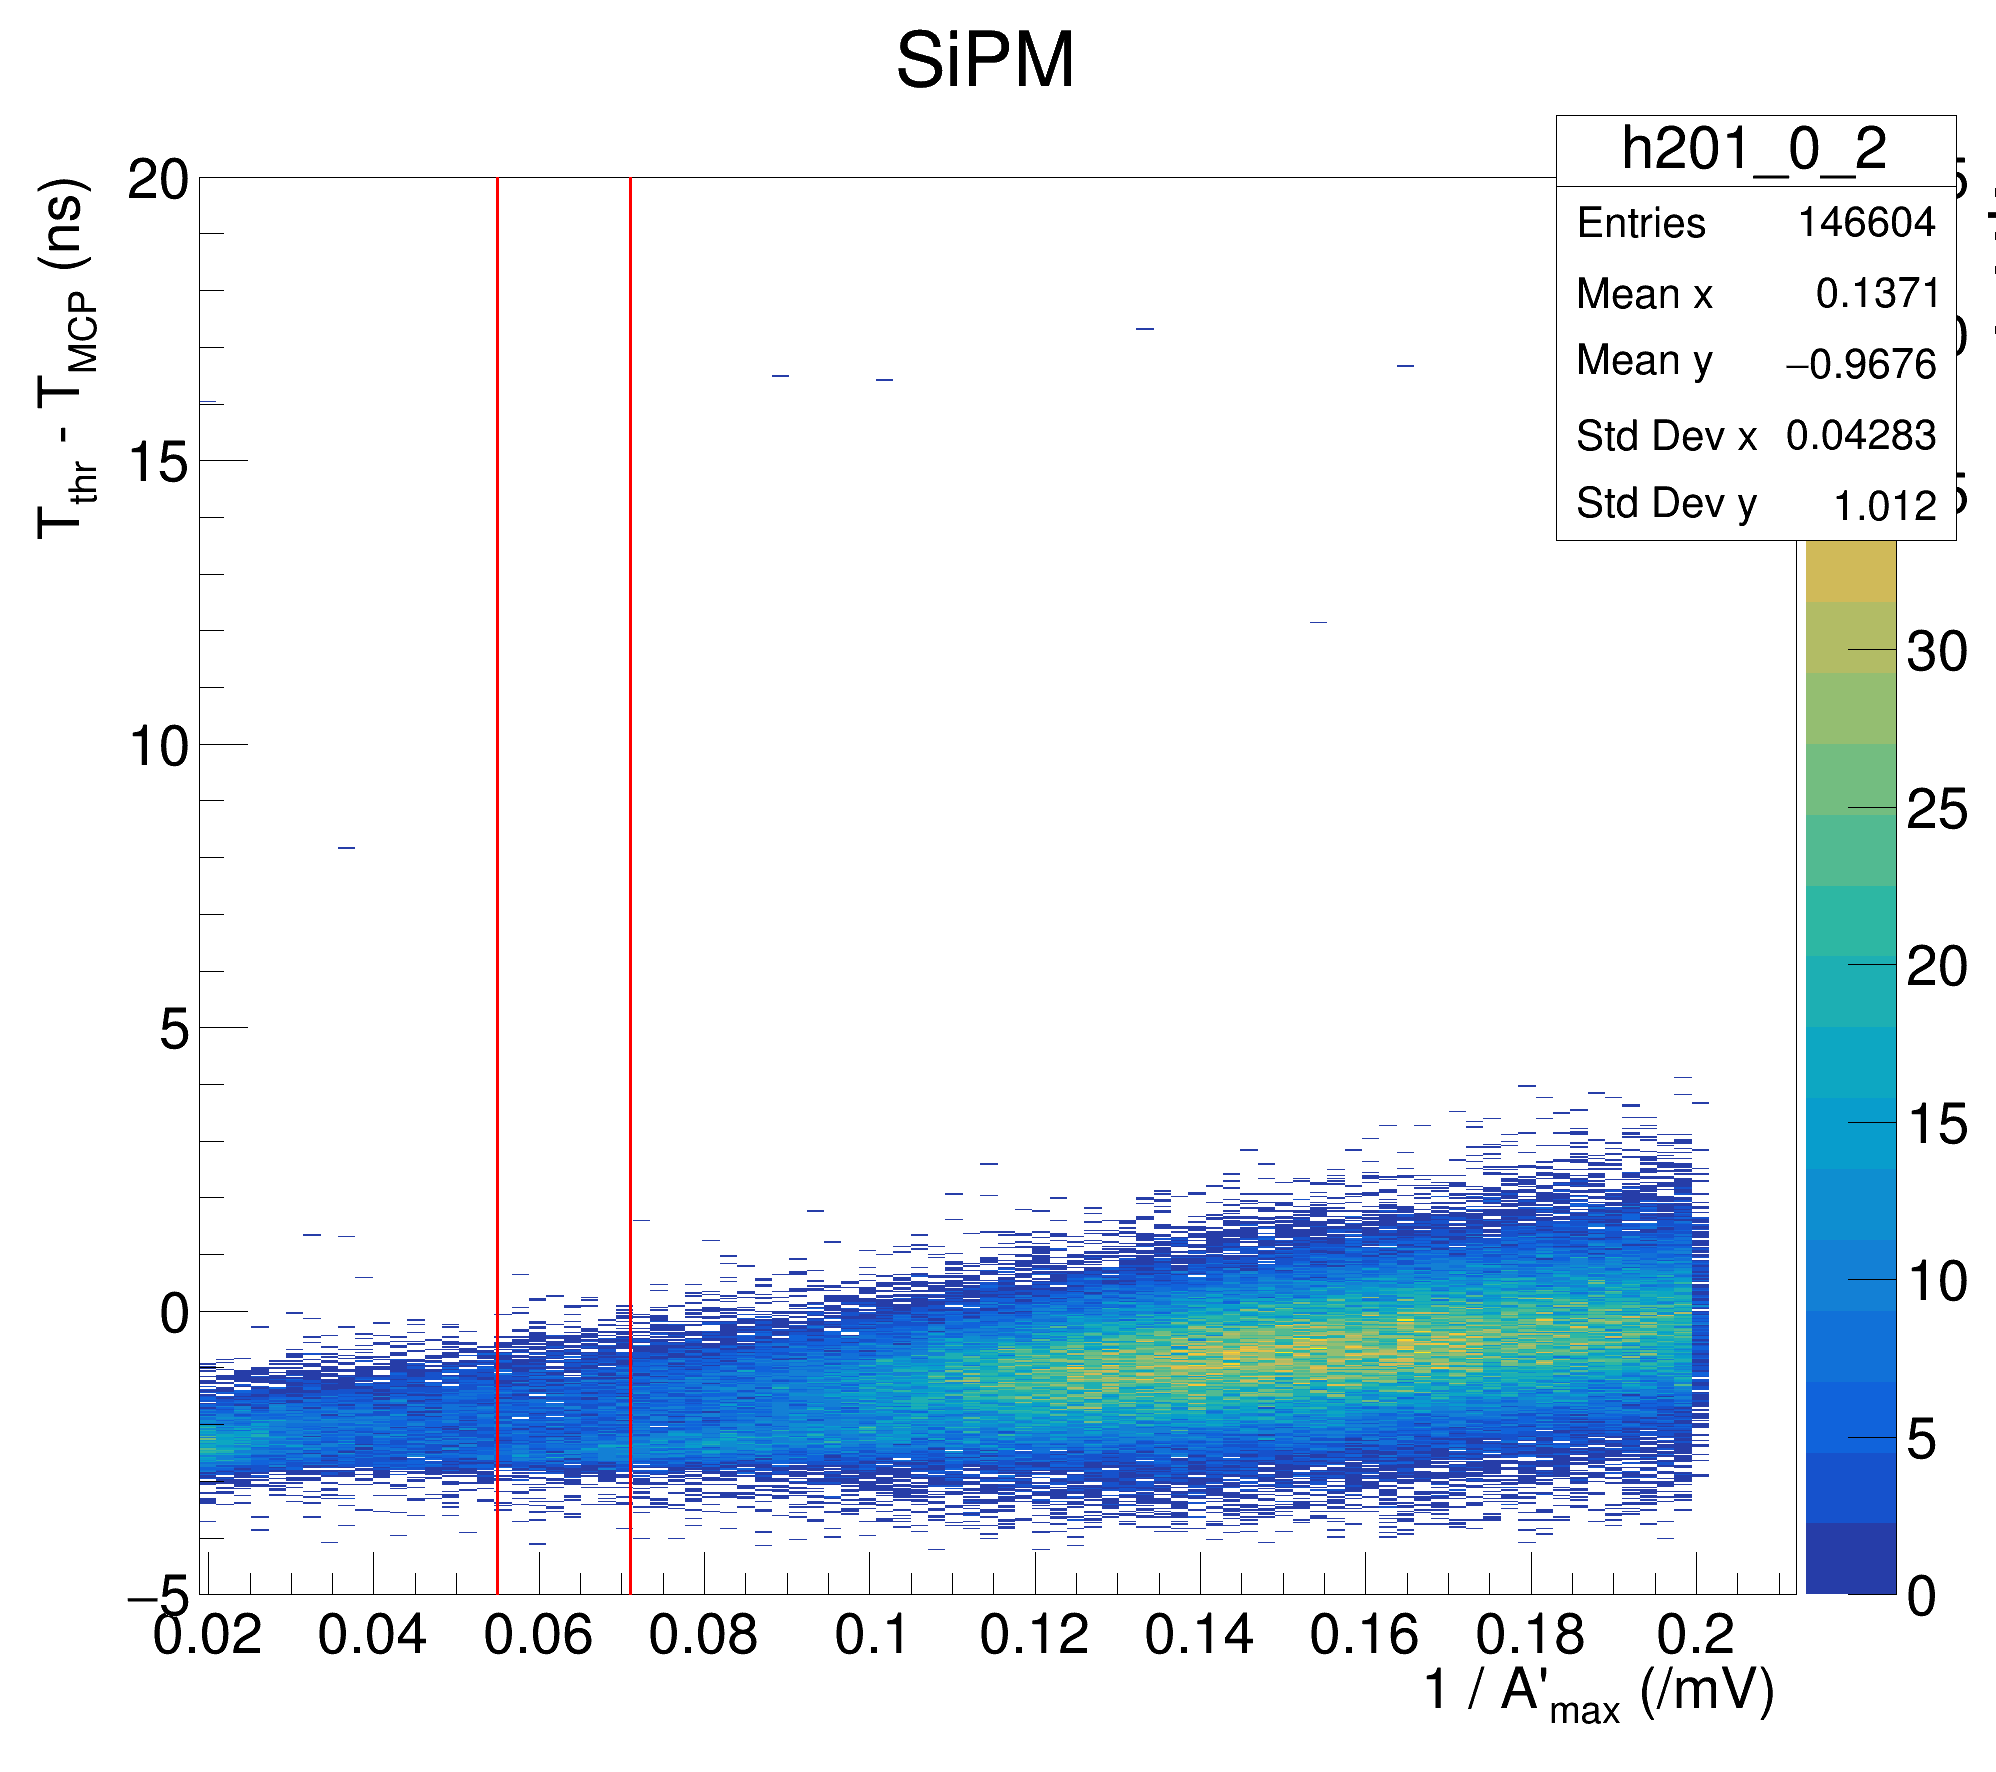 SiPM
h201_0_2
Entries 146604
Mean x 0.1371
Mean y −0.9676
Std Dev x 0.04283
Std Dev y 1.012
T_thr - T_MCP (ns)
20
15
10
5
0
−5
0.02 0.04 0.06 0.08 0.1 0.12 0.14 0.16 0.18 0.2
1 / A'_max (/mV)
30
25
20
15
10
5
0